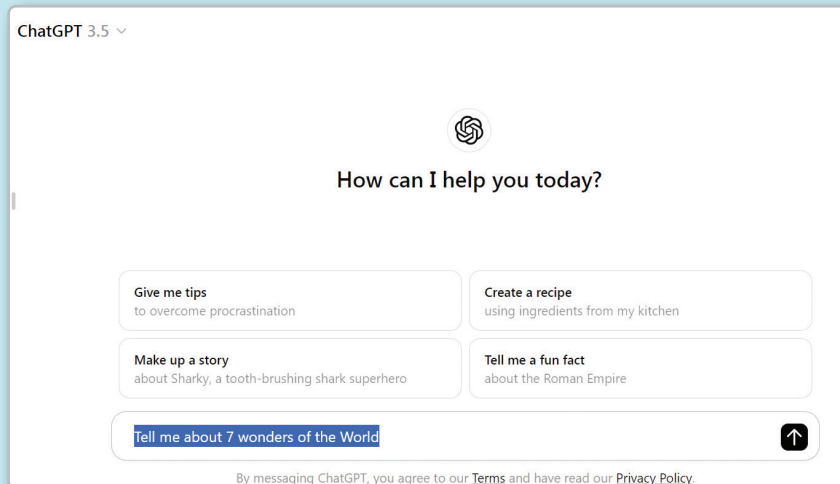 ChatGPT 3.5
How can I help you today?
Give me tips
to overcome procrastination
Create a recipe
using ingredients from my kitchen
Make up a story
about Sharky, a tooth-brushing shark superhero
Tell me a fun fact
about the Roman Empire
Tell me about 7 wonders of the World
By messaging ChatGPT, you agree to our Terms and have read our Privacy Policy.